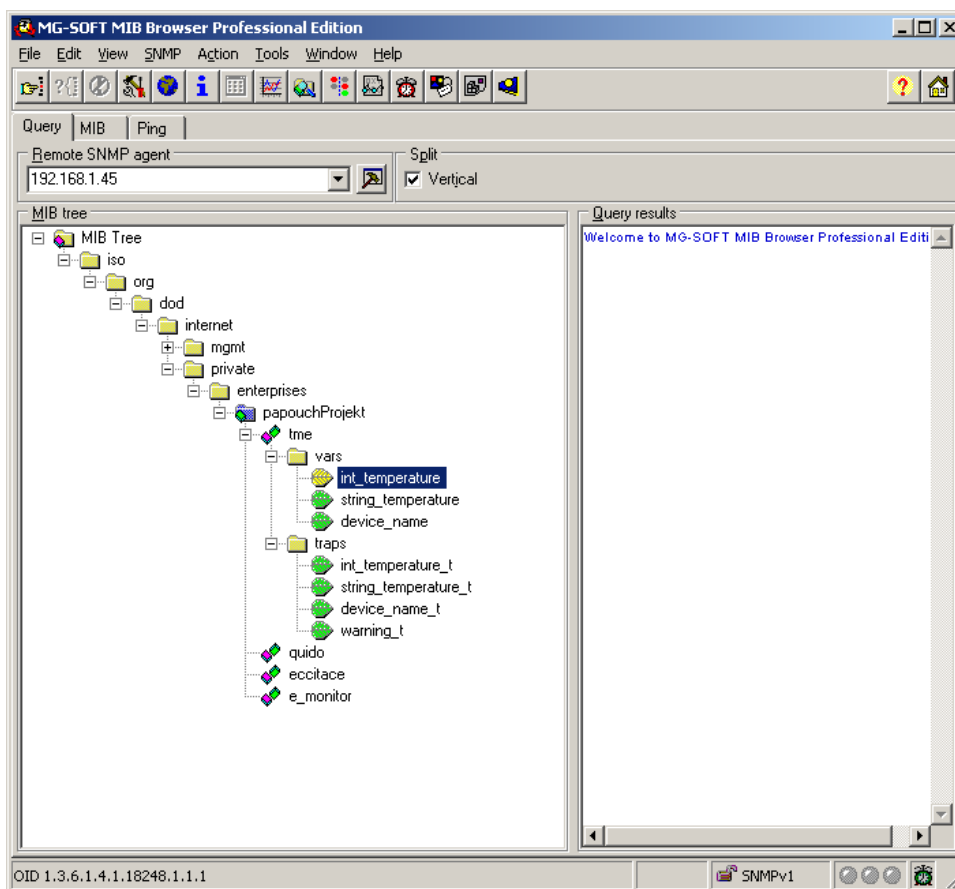 MG-SOFT MIB Browser Professional Edition
File Edit View SNMP Action Tools Window Help
Query MIB Ping
Remote SNMP agent
192.168.1.45
Split
Vertical
MIB tree
MIB Tree
iso
org
dod
internet
mgmt
private
enterprises
papouchProjekt
tme
vars
int_temperature
string_temperature
device_name
traps
int_temperature_t
string_temperature_t
device_name_t
warning_t
quido
eccitace
e_monitor
Query results
Welcome to MG-SOFT MIB Browser Professional Editi
OID 1.3.6.1.4.1.18248.1.1.1
SNMPv1